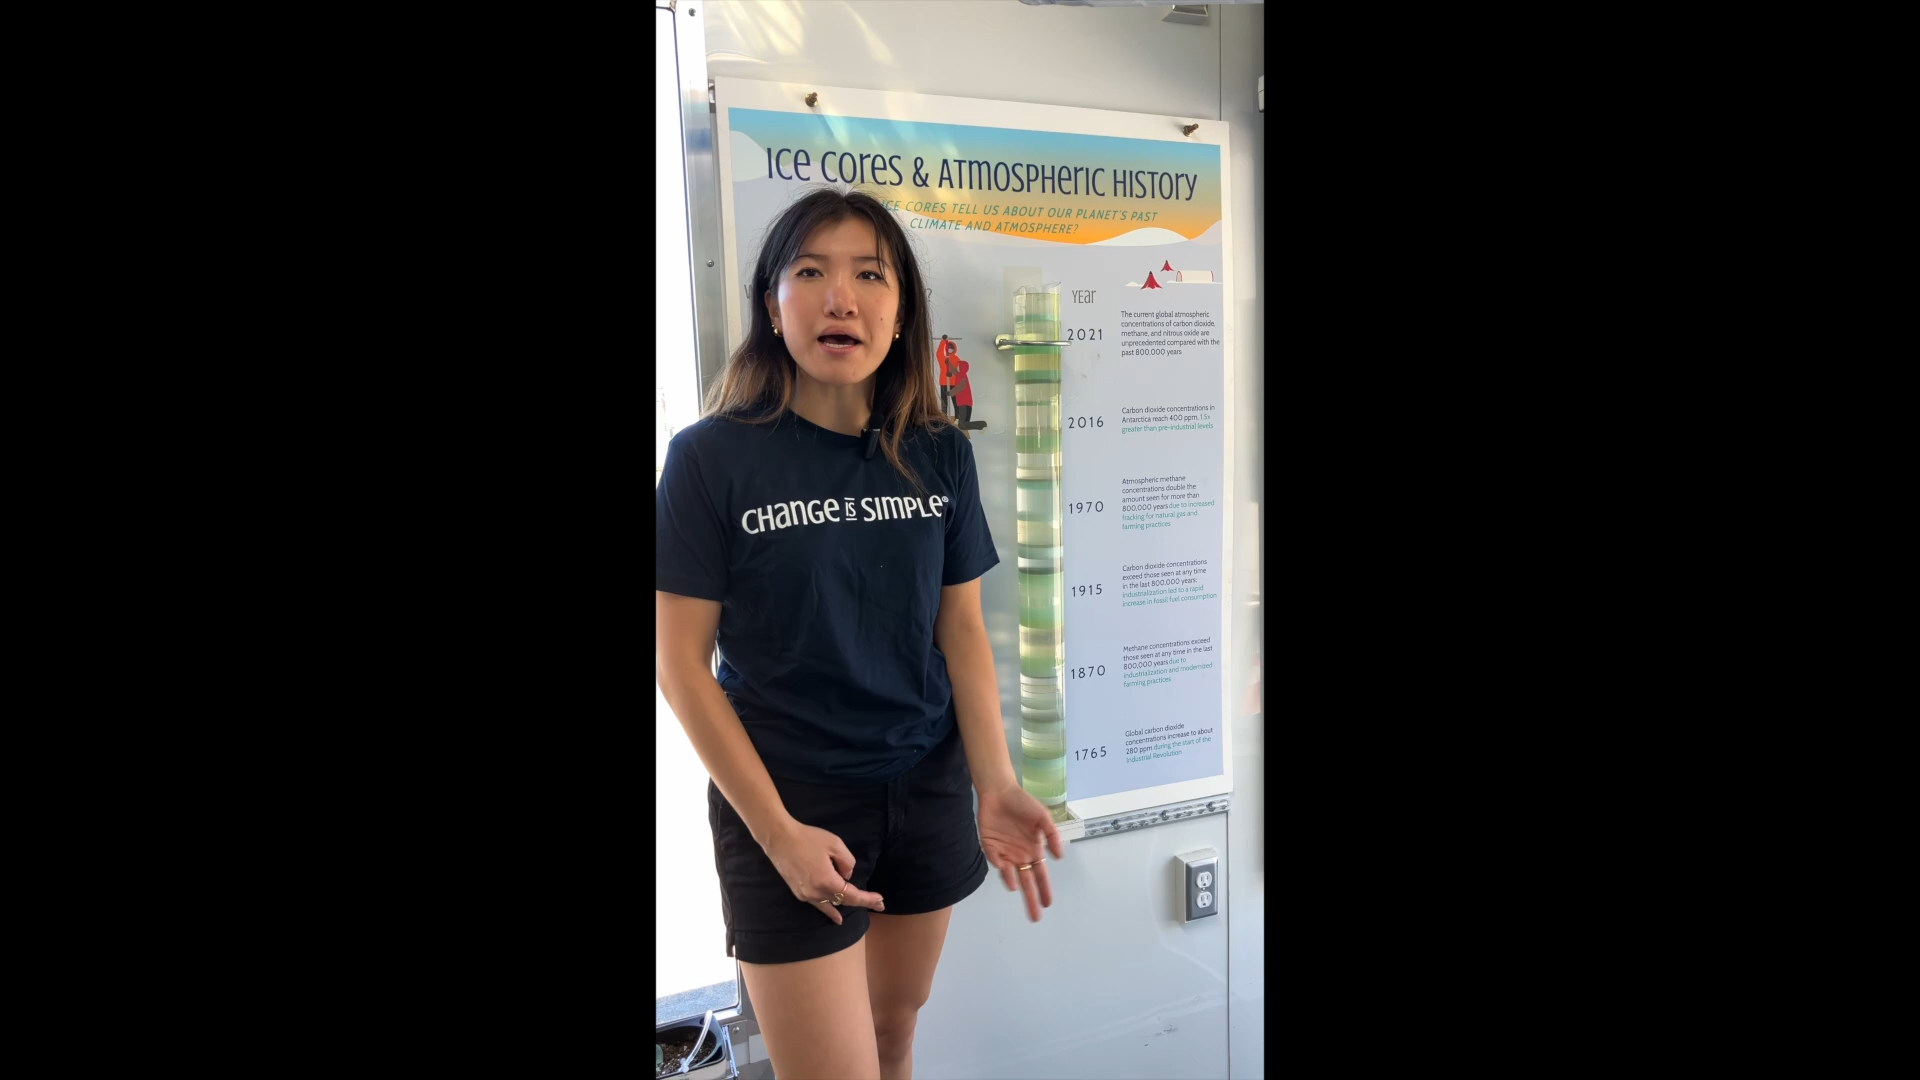 Ice Cores & Atmospheric History
ICE CORES TELL US ABOUT OUR PLANET'S PAST
CLIMATE AND ATMOSPHERE?
Year
2021
The current global atmospheric
concentrations of carbon dioxide,
methane, and nitrous oxide are
unprecedented compared with the
past 800,000 years
2016
Carbon dioxide concentrations in
Antarctica reach 400 ppm, 1.5x
greater than pre-industrial levels
1970
Atmospheric methane
concentrations double the
amount seen for more than
800,000 years due to increased
fracking for natural gas and
farming practices
1915
Carbon dioxide concentrations
exceed those seen at any time
in the last 800,000 years;
industrialization led to a rapid
increase in fossil fuel consumption
1870
Methane concentrations exceed
those seen at any time in the last
800,000 years due to
industrialization and modernized
farming practices
1765
Global carbon dioxide
concentrations increase to about
280 ppm during the start of the
Industrial Revolution
CHANGE IS SIMPLE®